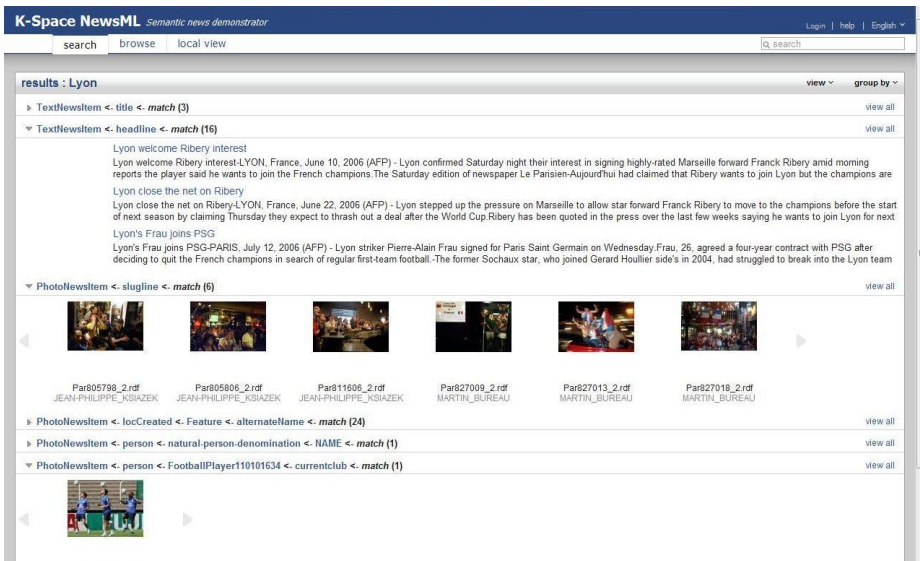 K-Space NewsML Semantic news demonstrator
Login | help | English
search browse local view
search
results : Lyon view group by
TextNewsItem <- title <- match (3) view all
TextNewsItem <- headline <- match (16) view all
Lyon welcome Ribery interest
Lyon welcome Ribery interest-LYON, France, June 10, 2006 (AFP) - Lyon confirmed Saturday night their interest in signing highly-rated Marseille forward Franck Ribery amid morning
reports the player said he wants to join the French champions.The Saturday edition of newspaper Le Parisien-Aujourd'hui had claimed that Ribery wants to join Lyon but the champions are
Lyon close the net on Ribery
Lyon close the net on Ribery-LYON, France, June 22, 2006 (AFP) - Lyon stepped up the pressure on Marseille to allow star forward Franck Ribery to move to the champions before the start
of next season by claiming Thursday they expect to thrash out a deal after the World Cup.Ribery has been quoted in the press over the last few weeks saying he wants to join Lyon for next
Lyon's Frau joins PSG
Lyon's Frau joins PSG-PARIS, July 12, 2006 (AFP) - Lyon striker Pierre-Alain Frau signed for Paris Saint Germain on Wednesday.Frau, 26, agreed a four-year contract with PSG after
deciding to quit the French champions in search of regular first-team football.-The former Sochaux star, who joined Gerard Houllier side's in 2004, had struggled to break into the Lyon team
PhotoNewsItem <- slugline <- match (6) view all
Par805798_2.rdf Par805806_2.rdf Par811606_2.rdf Par827009_2.rdf Par827013_2.rdf Par827018_2.rdf
JEAN-PHILIPPE_KSIAZEK JEAN-PHILIPPE_KSIAZEK JEAN-PHILIPPE_KSIAZEK MARTIN_BUREAU MARTIN_BUREAU MARTIN_BUREAU
PhotoNewsItem <- locCreated <- Feature <- alternateName <- match (24) view all
PhotoNewsItem <- person <- natural-person-denomination <- NAME <- match (1) view all
PhotoNewsItem <- person <- FootballPlayer110101634 <- currentclub <- match (1) view all